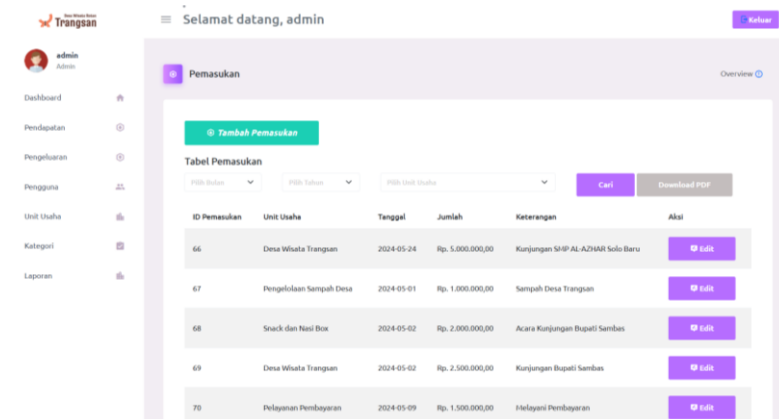 Desa Wisata Rotan
Trangsan
Selamat datang, admin
Keluar
admin
Admin
Dashboard
Pendapatan
Pengeluaran
Pengguna
Unit Usaha
Kategori
Laporan
Pemasukan
Overview
Tambah Pemasukan
Tabel Pemasukan
Pilih Bulan Pilih Tahun Pilih Unit Usaha Cari Download PDF
ID Pemasukan Unit Usaha Tanggal Jumlah Keterangan Aksi
66 Desa Wisata Trangsan 2024-05-24 Rp. 5.000.000,00 Kunjungan SMP AL-AZHAR Solo Baru Edit
67 Pengelolaan Sampah Desa 2024-05-01 Rp. 1.000.000,00 Sampah Desa Trangsan Edit
68 Snack dan Nasi Box 2024-05-02 Rp. 2.000.000,00 Acara Kunjungan Bupati Sambas Edit
69 Desa Wisata Trangsan 2024-05-02 Rp. 2.500.000,00 Kunjungan Bupati Sambas Edit
70 Pelayanan Pembayaran 2024-05-09 Rp. 1.500.000,00 Melayani Pembayaran Edit